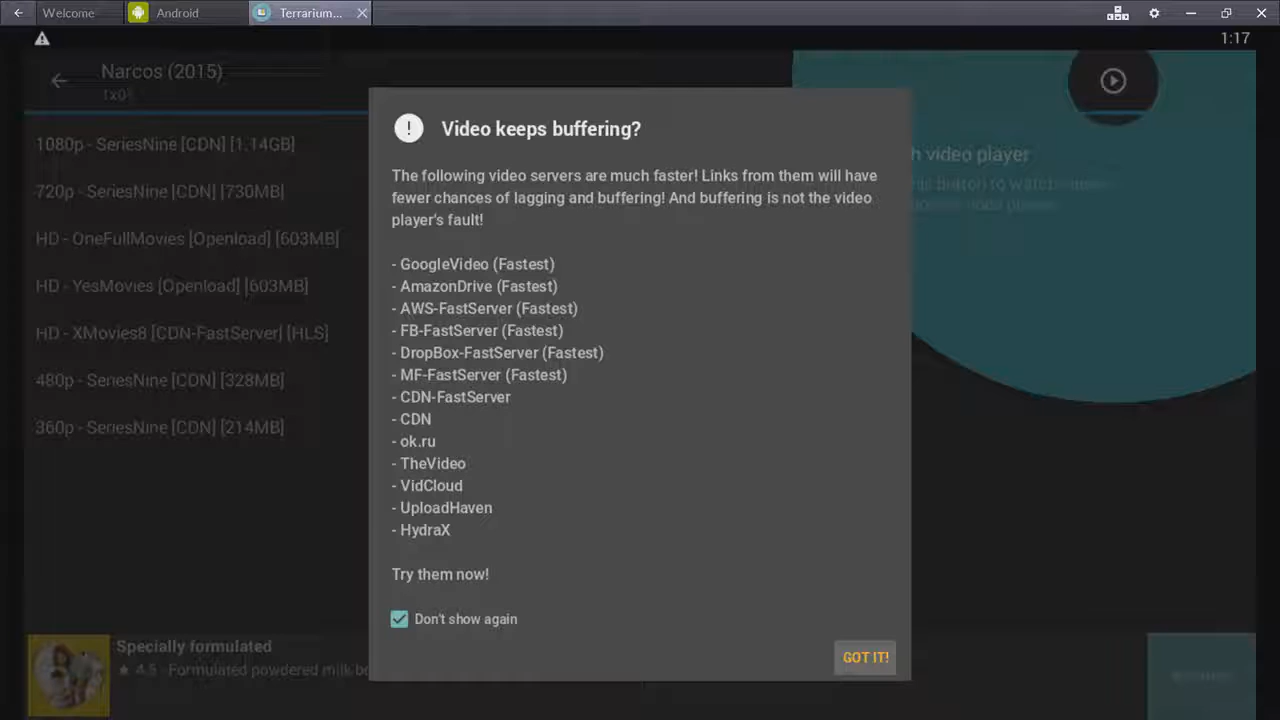 Welcome
Android
Terrarium...
1:17
Narcos (2015)
1080p - SeriesNine [CDN] [1.14GB]
720p - SeriesNine [CDN] [730MB]
HD - OneFullMovies [Openload] [603MB]
HD - YesMovies [Openload] [603MB]
HD - XMovies8 [CDN-FastServer] [HLS]
480p - SeriesNine [CDN] [328MB]
360p - SeriesNine [CDN] [214MB]
Video keeps buffering?
The following video servers are much faster! Links from them will have
fewer chances of lagging and buffering! And buffering is not the video
player's fault!
- GoogleVideo (Fastest)
- AmazonDrive (Fastest)
- AWS-FastServer (Fastest)
- FB-FastServer (Fastest)
- DropBox-FastServer (Fastest)
- MF-FastServer (Fastest)
- CDN-FastServer
- CDN
- ok.ru
- TheVideo
- VidCloud
- UploadHaven
- HydraX
Try them now!
Don't show again
GOT IT!
video player
button to watch
Specially formulated
4.5 - Formulated powdered milk